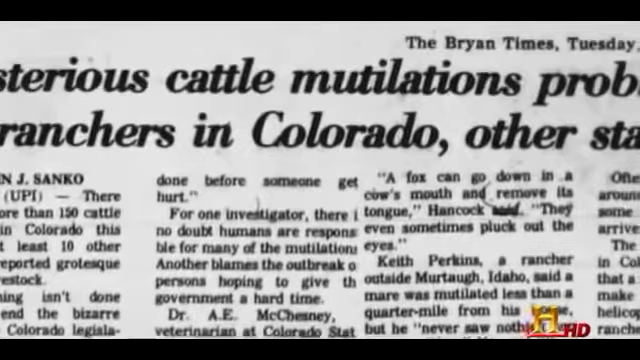 The Bryan Times, Tuesday,
sterious cattle mutilations prob
ranchers in Colorado, other sta
N J. SANKO
(UPI) — There
ore than 150 cattle
in Colorado this
t least 10 other
reported grotesque
estock.
ing isn't done
end the bizarre
Colorado legisla-
done before someone get
hurt."
For one investigator, there i
no doubt humans are respons
ble for many of the mutilation
Another blames the outbreak o
persons hoping to give th
government a hard time.
Dr. A.E. McChesney,
veterinarian at Colorado Stat
"A fox can go down in a
cow's mouth and remove its
tongue," Hancock said. "They
even sometimes pluck out the
eyes."
Keith Perkins, a rancher
outside Murtaugh, Idaho, said a
mare was mutilated less than a
quarter-mile from his
but he "never saw
Ofte
around
some
arrive
The
in Col
that a
make
helico
ranche
H HD